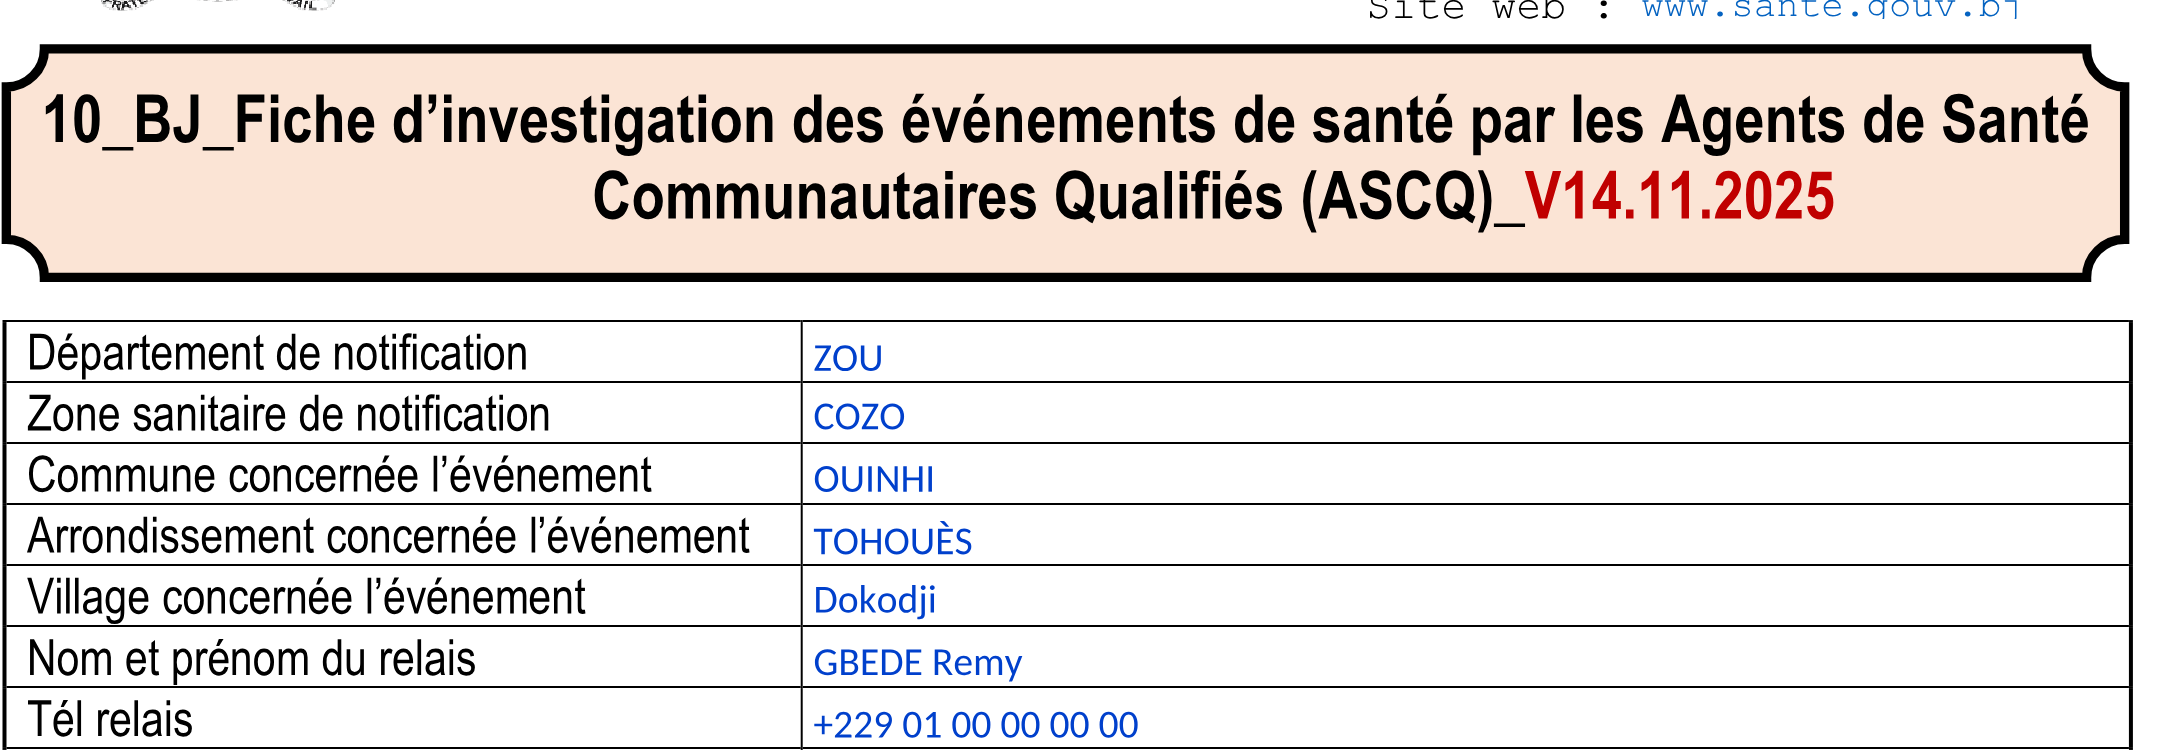 Site web : www.sante.gouv.bj
10_BJ_Fiche d’investigation des événements de santé par les Agents de Santé
Communautaires Qualifiés (ASCQ)_V14.11.2025
Département de notification ZOU
Zone sanitaire de notification COZO
Commune concernée l’événement OUINHI
Arrondissement concernée l’événement TOHOUÈS
Village concernée l’événement Dokodji
Nom et prénom du relais GBEDE Remy
Tél relais +229 01 00 00 00 00